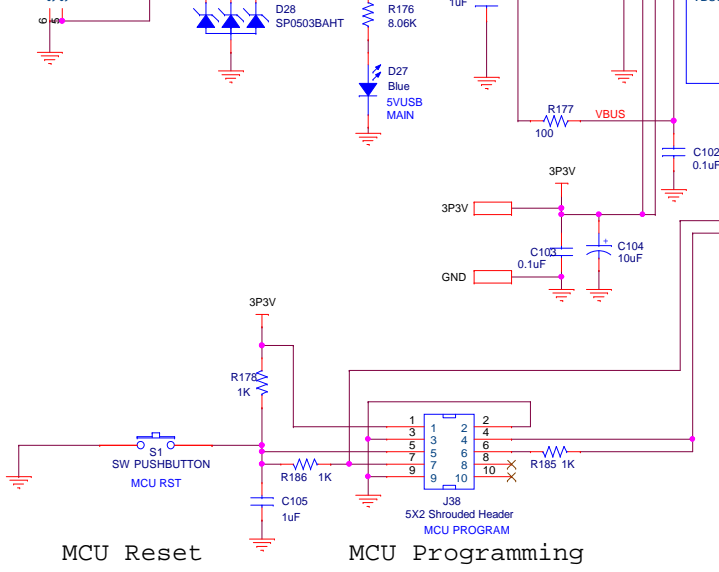 D28
SP0503BAHT
R176
8.06K
1uF
6
5
D27
Blue
5VUSB
MAIN
R177
100
VBUS
C102
0.1uF
3P3V
3P3V
C103
0.1uF
C104
10uF
GND
3P3V
R178
1K
1 1 2 2
3 3 4 4
5 5 6 6
7 7 8 8
9 9 10 10
S1
SW PUSHBUTTON
MCU RST
R186 1K
R185 1K
C105
1uF
J38
5X2 Shrouded Header
MCU PROGRAM
MCU Reset
MCU Programming